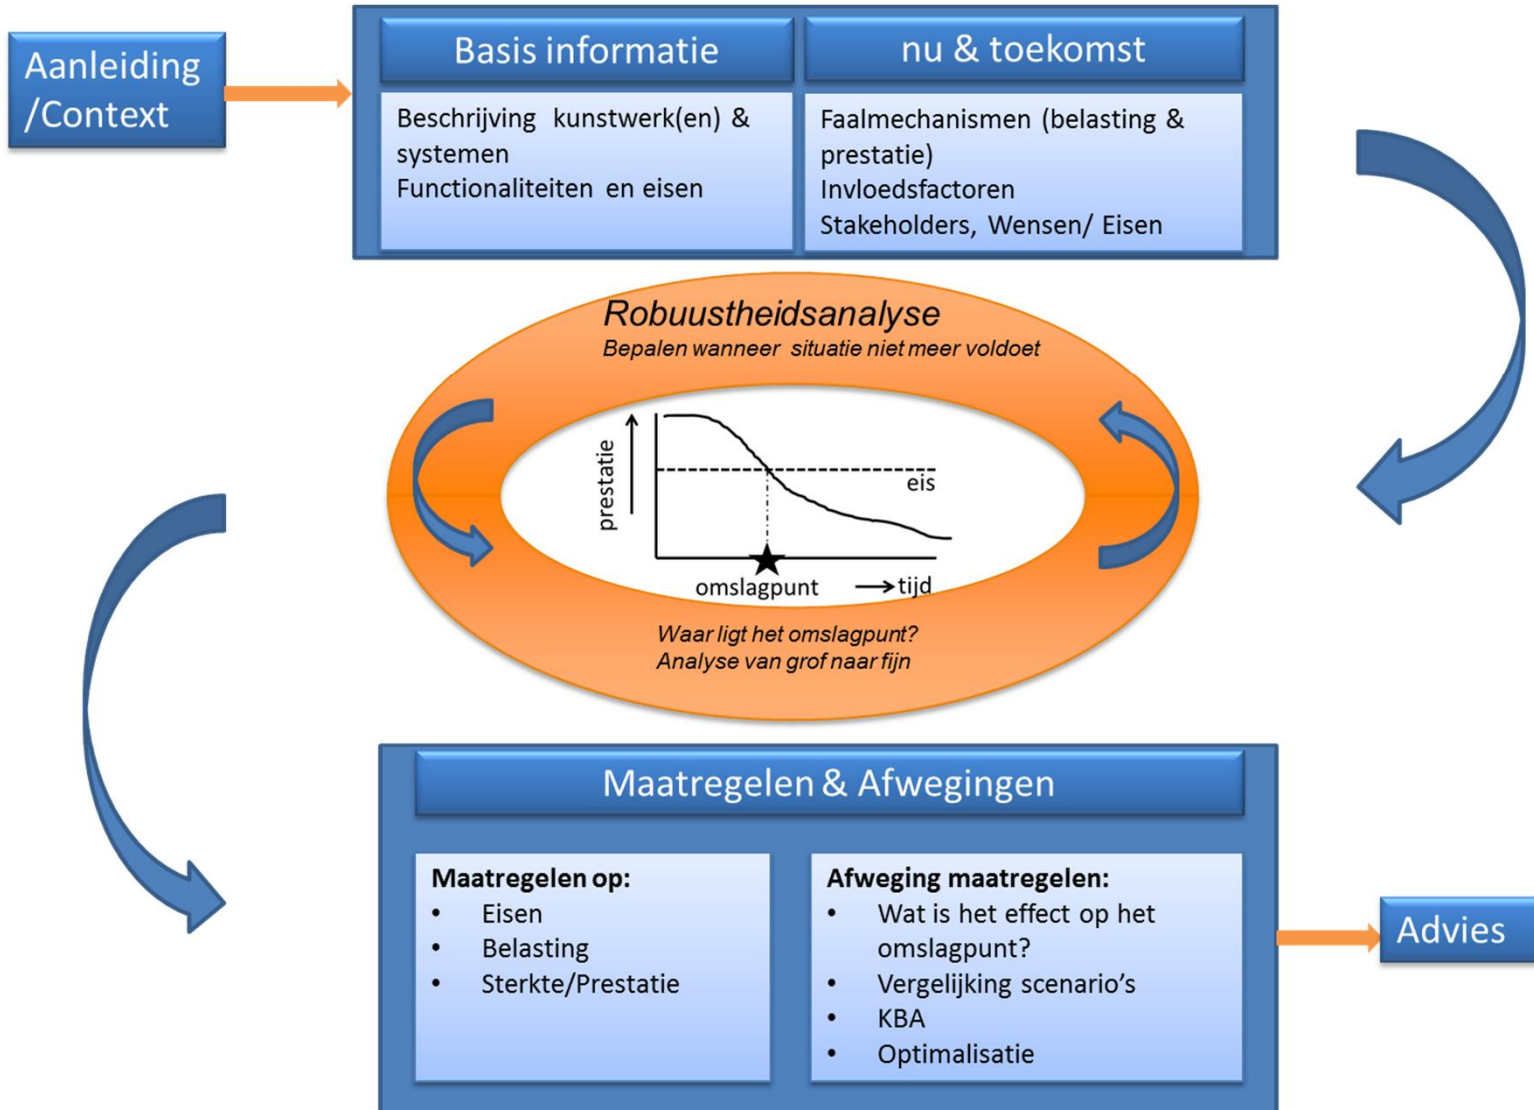 Aanleiding
/Context
Basis informatie
nu & toekomst
Beschrijving kunstwerk(en) &
systemen
Functionaliteiten en eisen
Faalmechanismen (belasting &
prestatie)
Invloedsfactoren
Stakeholders, Wensen/ Eisen
Robuustheidsanalyse
Bepalen wanneer situatie niet meer voldoet
prestatie
eis
omslagpunt
tijd
Waar ligt het omslagpunt?
Analyse van grof naar fijn
Maatregelen & Afwegingen
Maatregelen op:
• Eisen
• Belasting
• Sterkte/Prestatie
Afweging maatregelen:
• Wat is het effect op het
omslagpunt?
• Vergelijking scenario’s
• KBA
• Optimalisatie
Advies